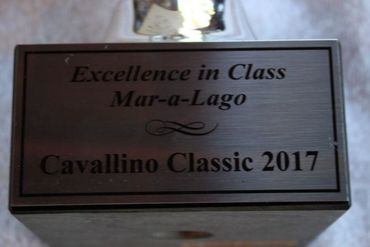 Excellence in Class
Mar-a-Lago
Cavallino Classic 2017